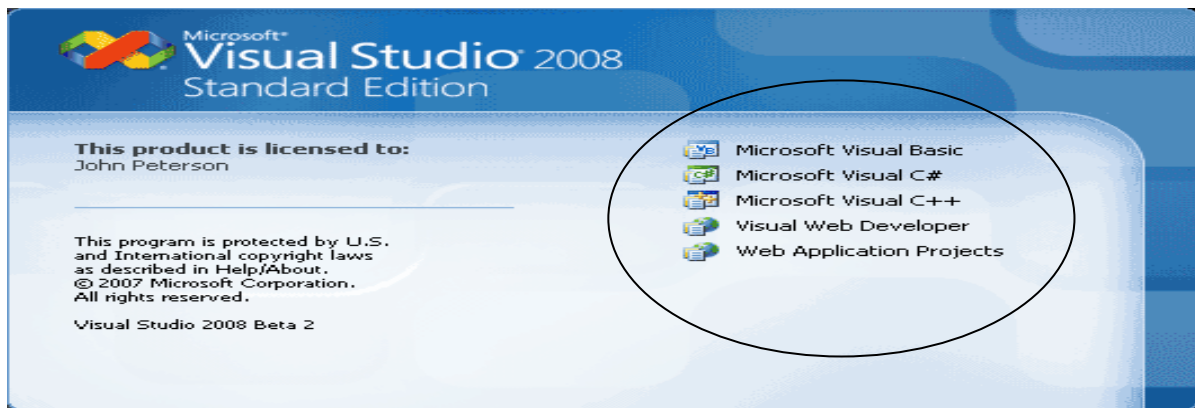 Microsoft®
Visual Studio® 2008
Standard Edition
This product is licensed to:
John Peterson
This program is protected by U.S.
and International copyright laws
as described in Help/About.
© 2007 Microsoft Corporation.
All rights reserved.
Visual Studio 2008 Beta 2
Microsoft Visual Basic
Microsoft Visual C#
Microsoft Visual C++
Visual Web Developer
Web Application Projects